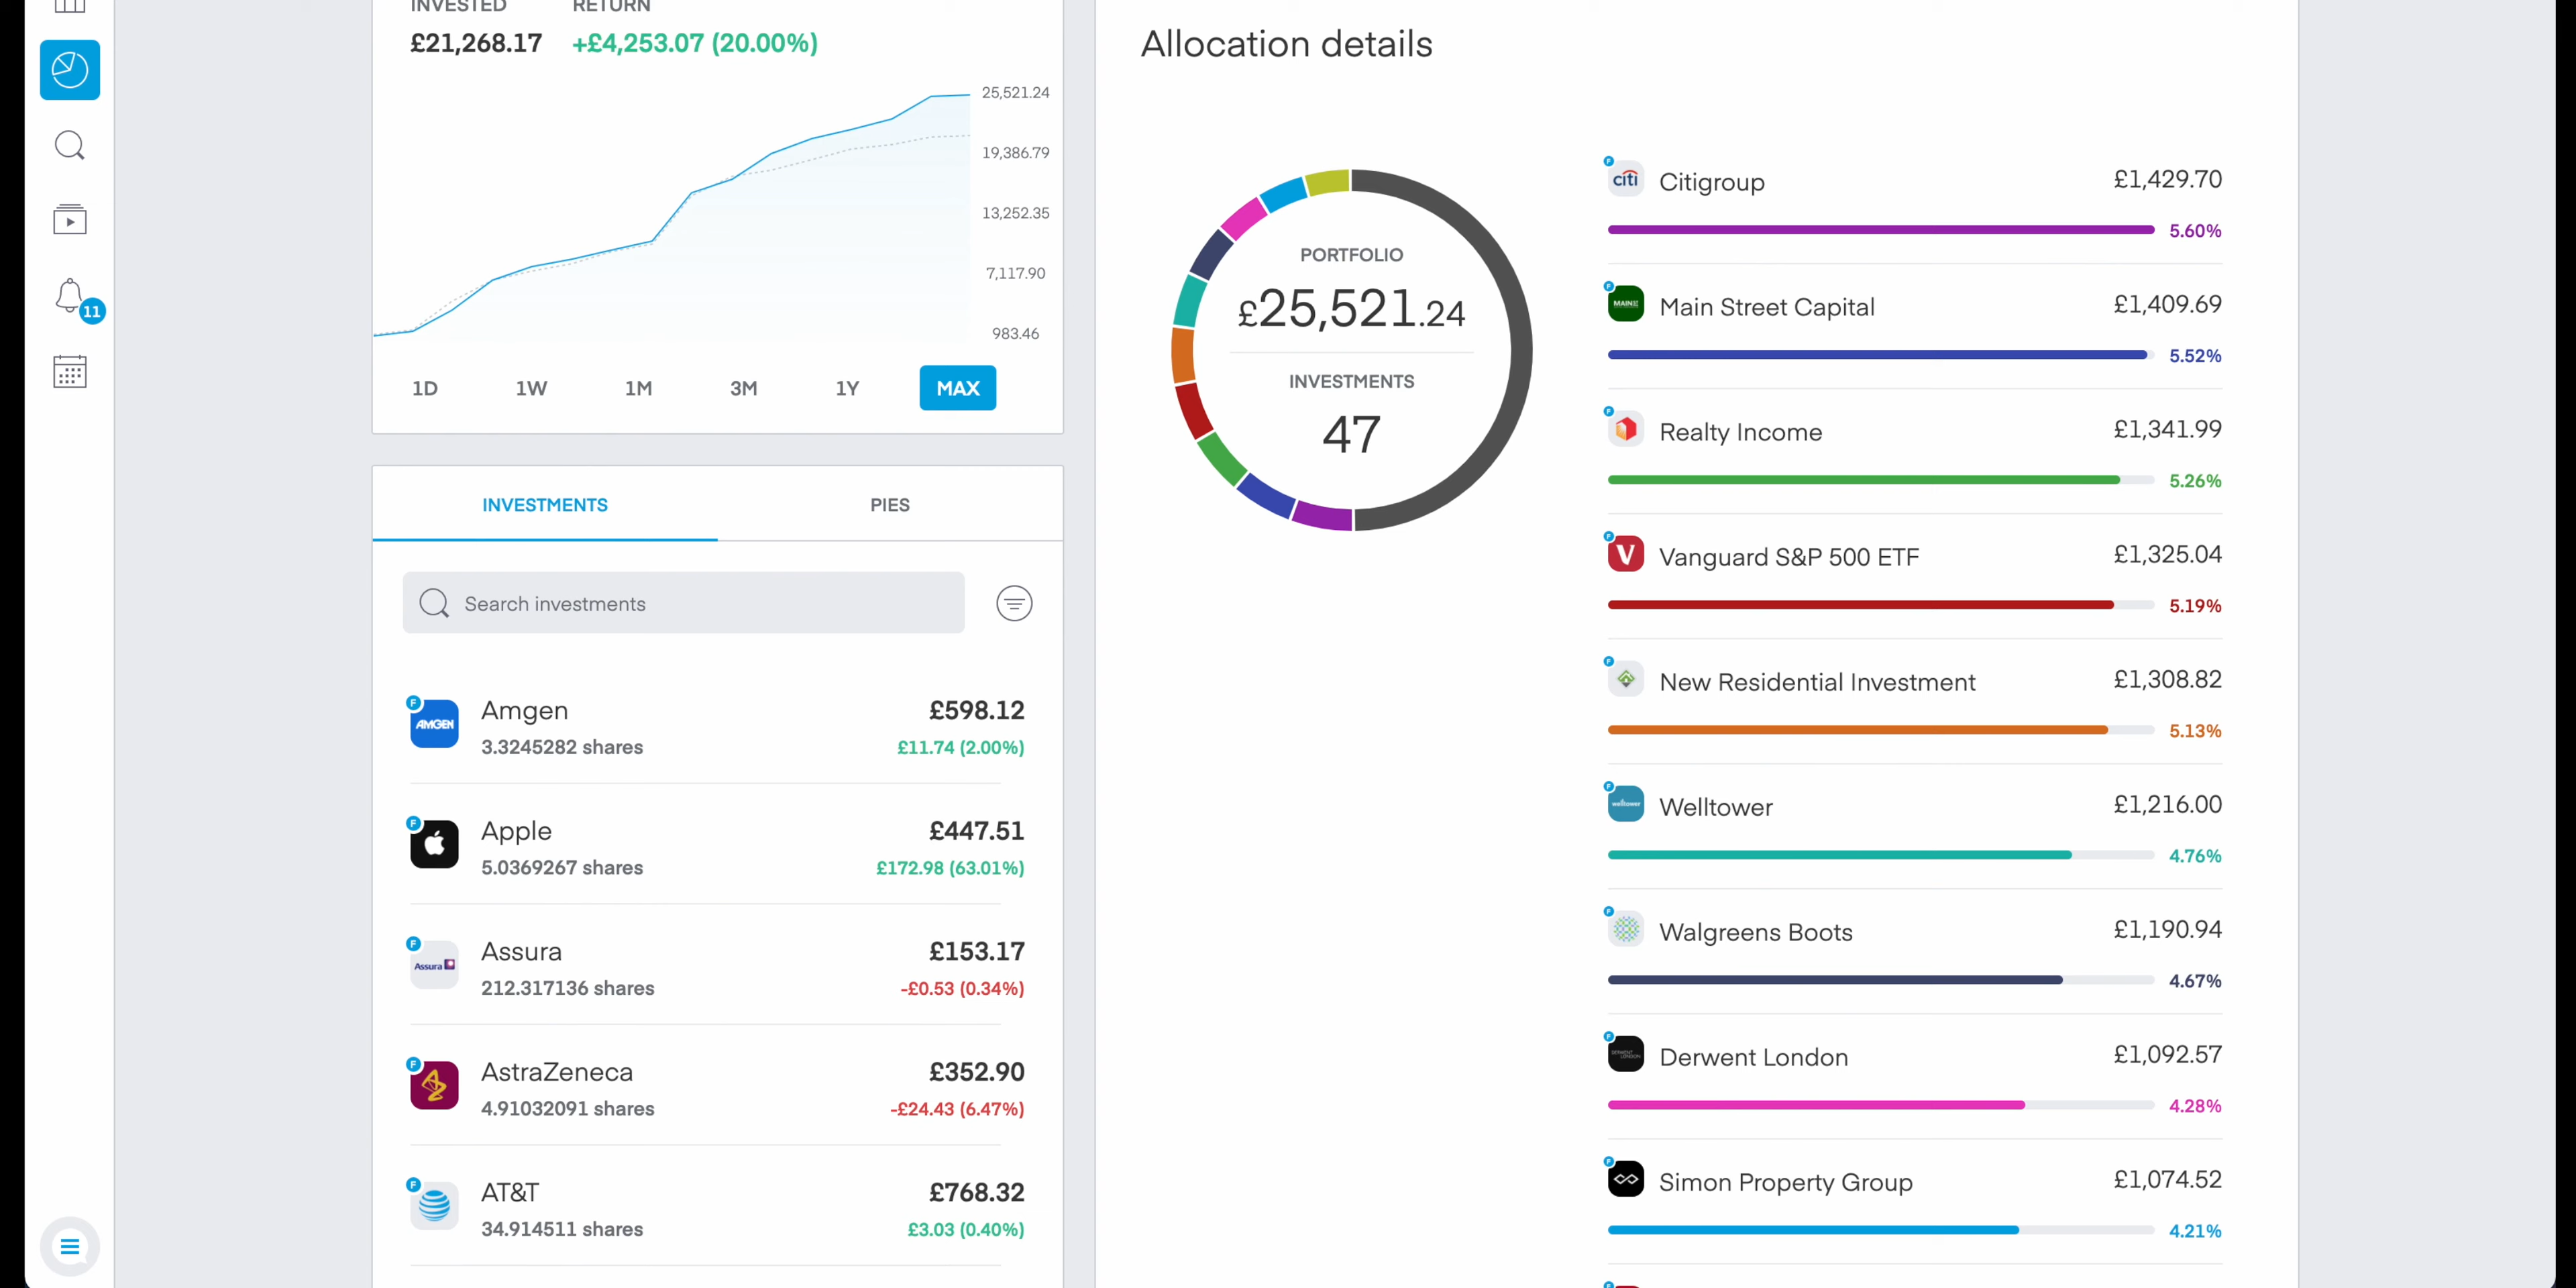 INVESTED RETURN
£21,268.17 +£4,253.07 (20.00%)
25,521.24
19,386.79
13,252.35
7,117.90
983.46
1D 1W 1M 3M 1Y MAX
11
INVESTMENTS PIES
Search investments
F
AMGEN
Amgen £598.12
3.3245282 shares £11.74 (2.00%)
F
Apple £447.51
5.0369267 shares £172.98 (63.01%)
F
Assura
Assura £153.17
212.317136 shares -£0.53 (0.34%)
F
AstraZeneca £352.90
4.91032091 shares -£24.43 (6.47%)
F
AT&T £768.32
34.914511 shares £3.03 (0.40%)
Allocation details
PORTFOLIO
£25,521.24
INVESTMENTS
47
F
citi
Citigroup £1,429.70
5.60%
F
MAIN
Main Street Capital £1,409.69
5.52%
F
Realty Income £1,341.99
5.26%
F
V
Vanguard S&P 500 ETF £1,325.04
5.19%
F
New Residential Investment £1,308.82
5.13%
F
welltower
Welltower £1,216.00
4.76%
F
Walgreens Boots £1,190.94
4.67%
F
DERWENT
LONDON
Derwent London £1,092.57
4.28%
F
Simon Property Group £1,074.52
4.21%
F